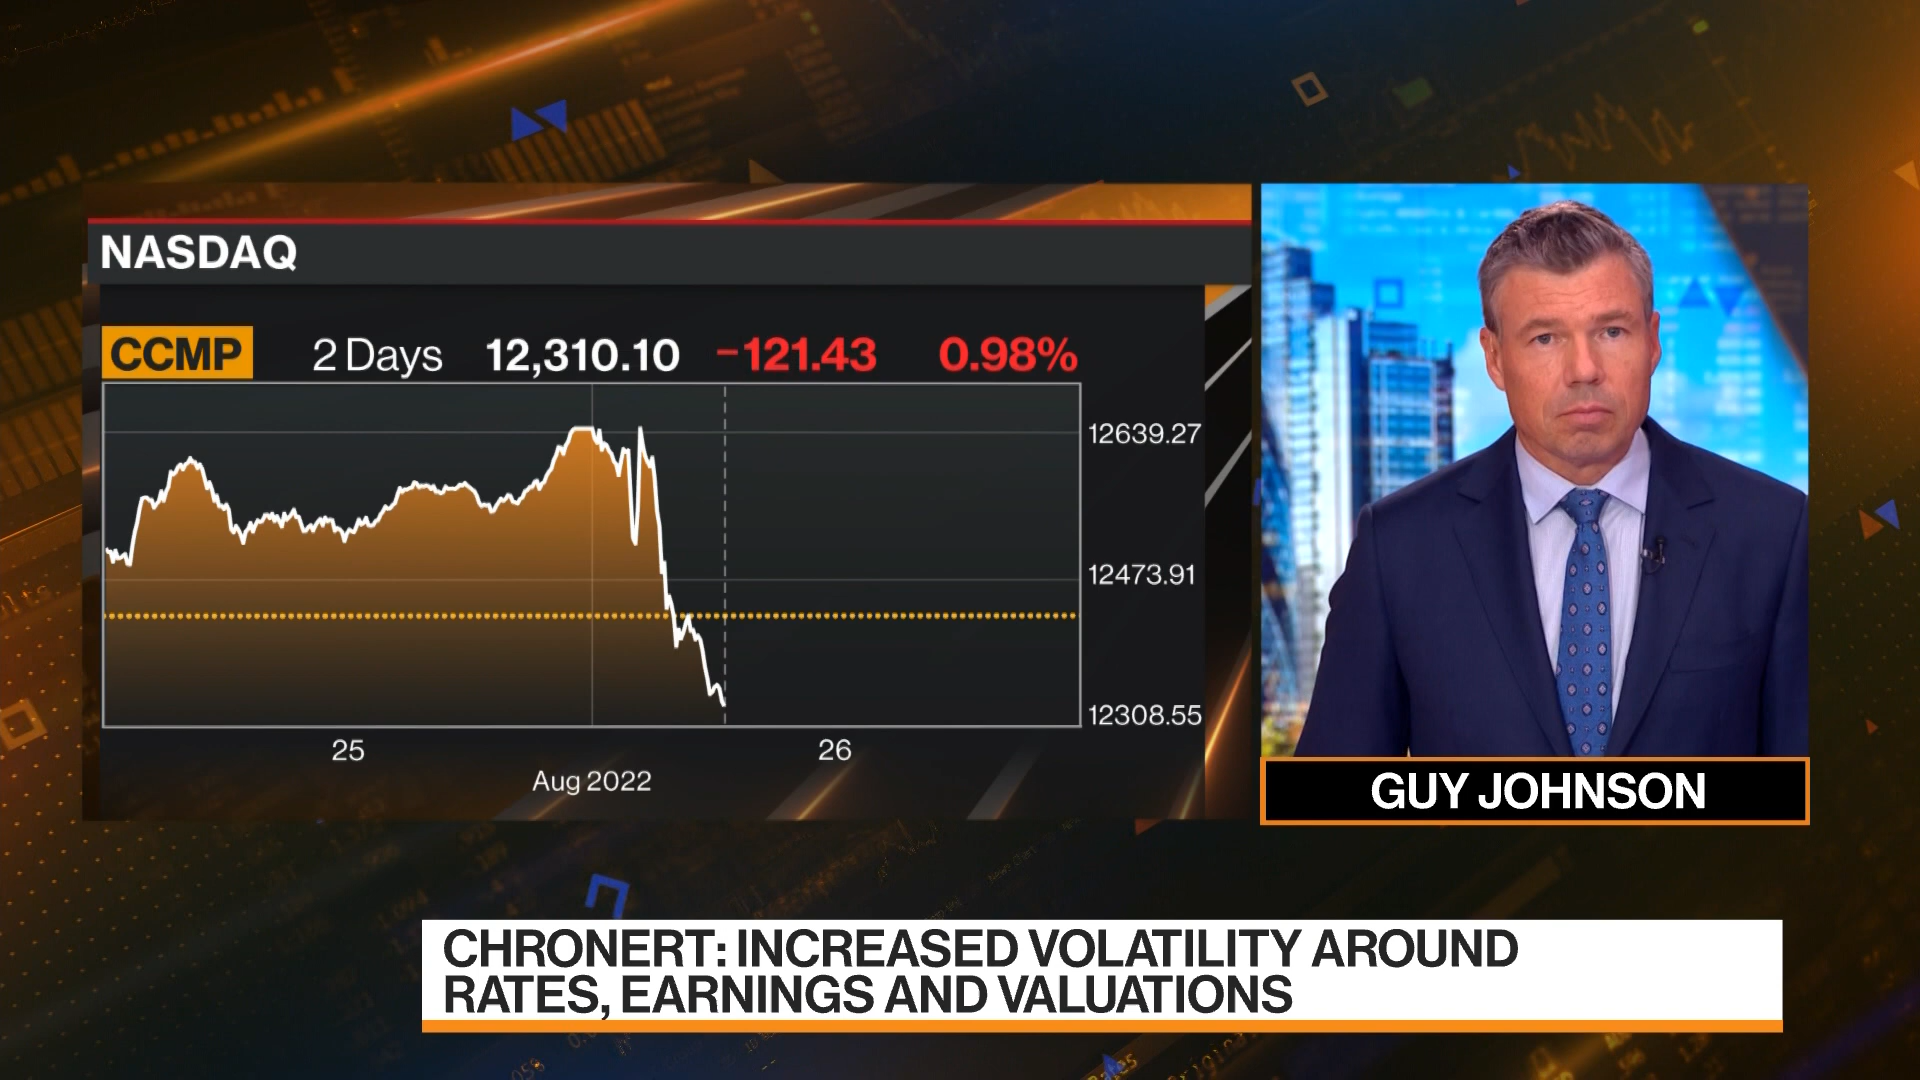 NASDAQ
CCMP 2 Days 12,310.10 -121.43 0.98%
12639.27
12473.91
12308.55
25 26
Aug 2022
GUY JOHNSON
CHRONERT: INCREASED VOLATILITY AROUND
RATES, EARNINGS AND VALUATIONS